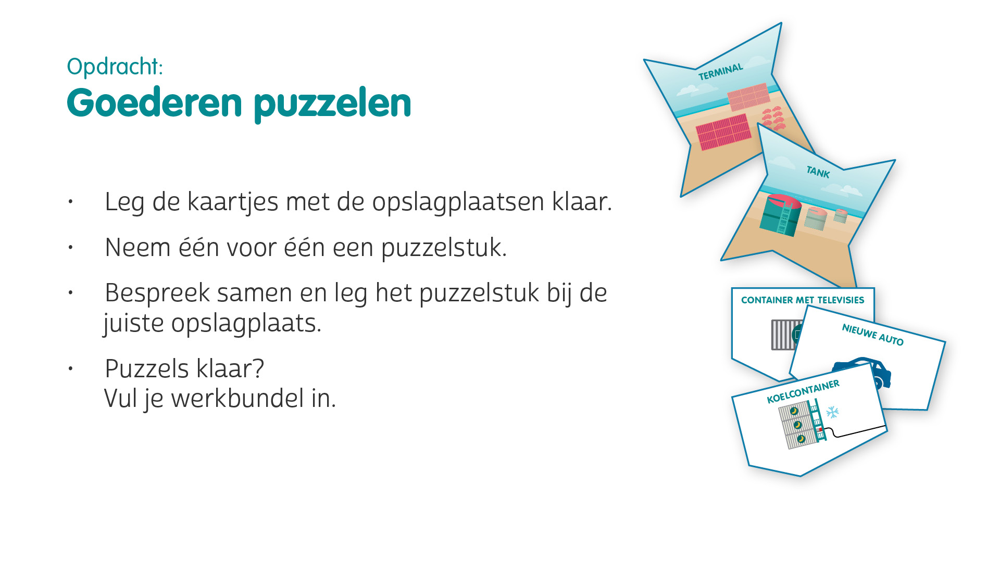 Opdracht:
Goederen puzzelen
• Leg de kaartjes met de opslagplaatsen klaar.
• Neem één voor één een puzzelstuk.
• Bespreek samen en leg het puzzelstuk bij de
juiste opslagplaats.
• Puzzels klaar?
Vul je werkbundel in.
TERMINAL
TANK
CONTAINER MET TELEVISIES
NIEUWE AUTO
KOELCONTAINER